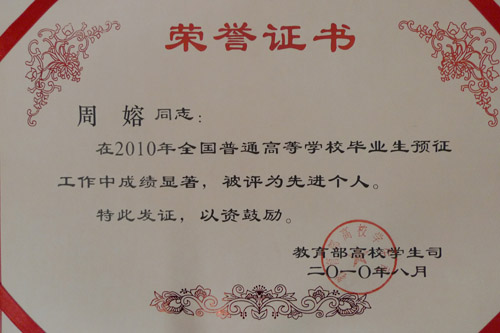 荣誉证书
周 嫆 同志：
在2010年全国普通高等学校毕业生预征
工作中成绩显著，被评为先进个人。
特此发证，以资鼓励。
教育部高校学生司
二〇一〇年八月